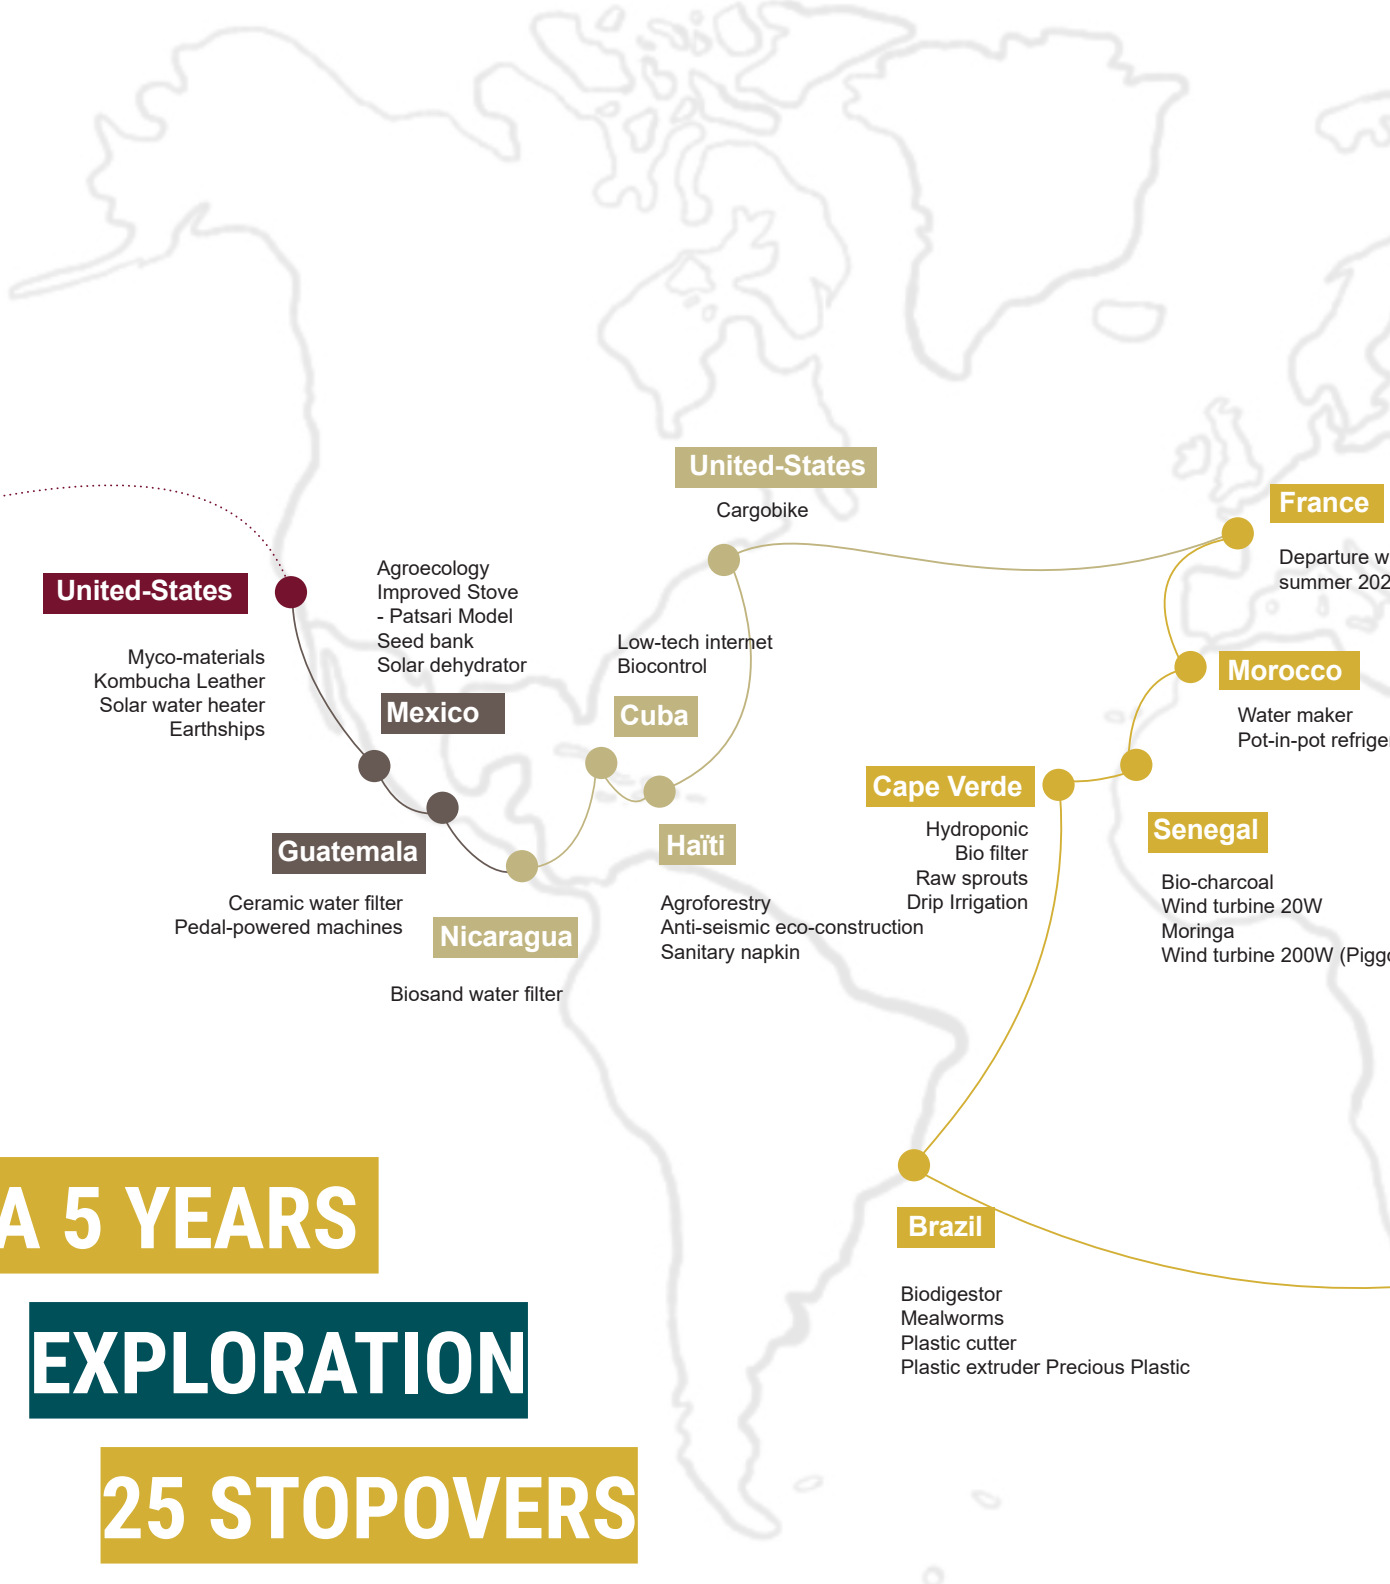 United-States
Cargobike
France
Departure w
summer 202
United-States
Myco-materials
Kombucha Leather
Solar water heater
Earthships
Agroecology
Improved Stove
- Patsari Model
Seed bank
Solar dehydrator
Mexico
Low-tech internet
Biocontrol
Cuba
Morocco
Water maker
Pot-in-pot refriger
Cape Verde
Hydroponic
Bio filter
Raw sprouts
Drip Irrigation
Senegal
Bio-charcoal
Wind turbine 20W
Moringa
Wind turbine 200W (Piggo
Haïti
Agroforestry
Anti-seismic eco-construction
Sanitary napkin
Guatemala
Ceramic water filter
Pedal-powered machines
Nicaragua
Biosand water filter
Brazil
Biodigestor
Mealworms
Plastic cutter
Plastic extruder Precious Plastic
A 5 YEARS
EXPLORATION
25 STOPOVERS